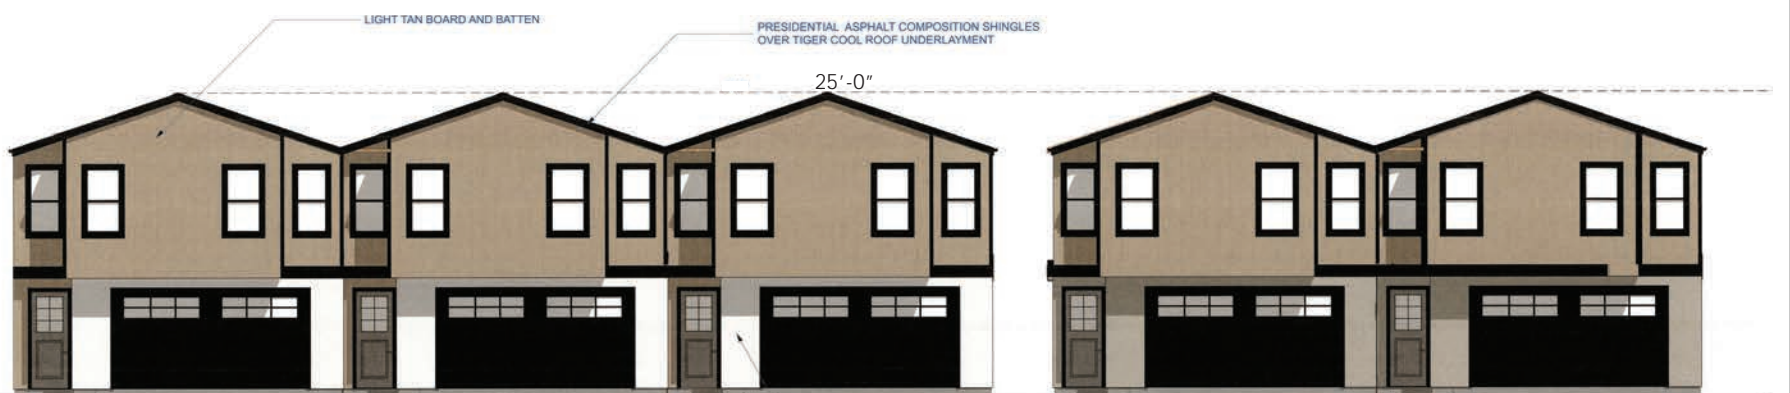 LIGHT TAN BOARD AND BATTEN
PRESIDENTIAL ASPHALT COMPOSITION SHINGLES
OVER TIGER COOL ROOF UNDERLAYMENT
25'-0"